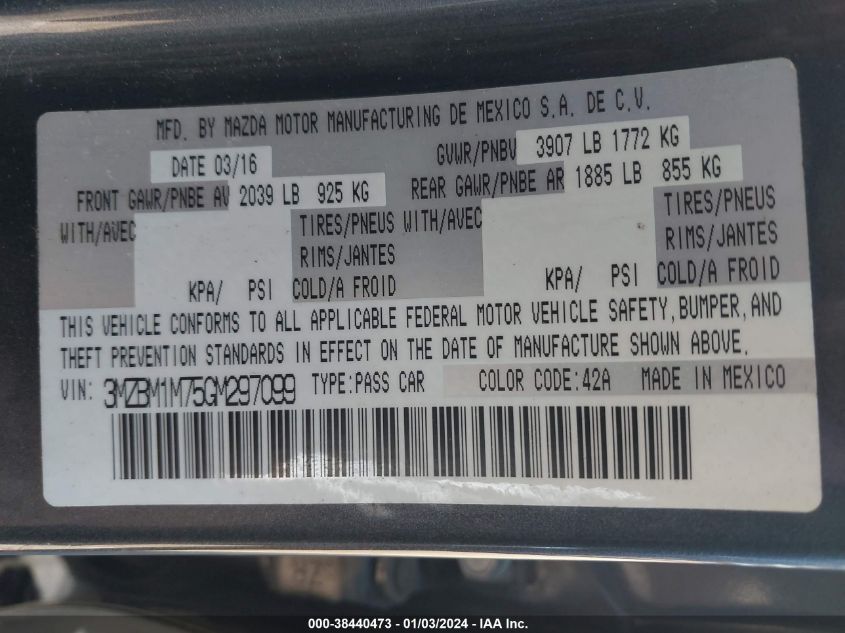 MFD. BY MAZDA MOTOR MANUFACTURING DE MEXICO S.A. DE C.V.
DATE 03/16 GVWR/PNBV 3907 LB 1772 KG
FRONT GAWR/PNBE AV 2039 LB 925 KG REAR GAWR/PNBE AR 1885 LB 855 KG
WITH/AVEC TIRES/PNEUS WITH/AVEC TIRES/PNEUS
RIMS/JANTES RIMS/JANTES
KPA/ PSI COLD/A FROID KPA/ PSI COLD/A FROID
THIS VEHICLE CONFORMS TO ALL APPLICABLE FEDERAL MOTOR VEHICLE SAFETY, BUMPER, AND
THEFT PREVENTION STANDARDS IN EFFECT ON THE DATE OF MANUFACTURE SHOWN ABOVE.
VIN: 3MZBM1M75GM297099 TYPE:PASS CAR COLOR CODE:42A MADE IN MEXICO
000-38440473 - 01/03/2024 - IAA Inc.